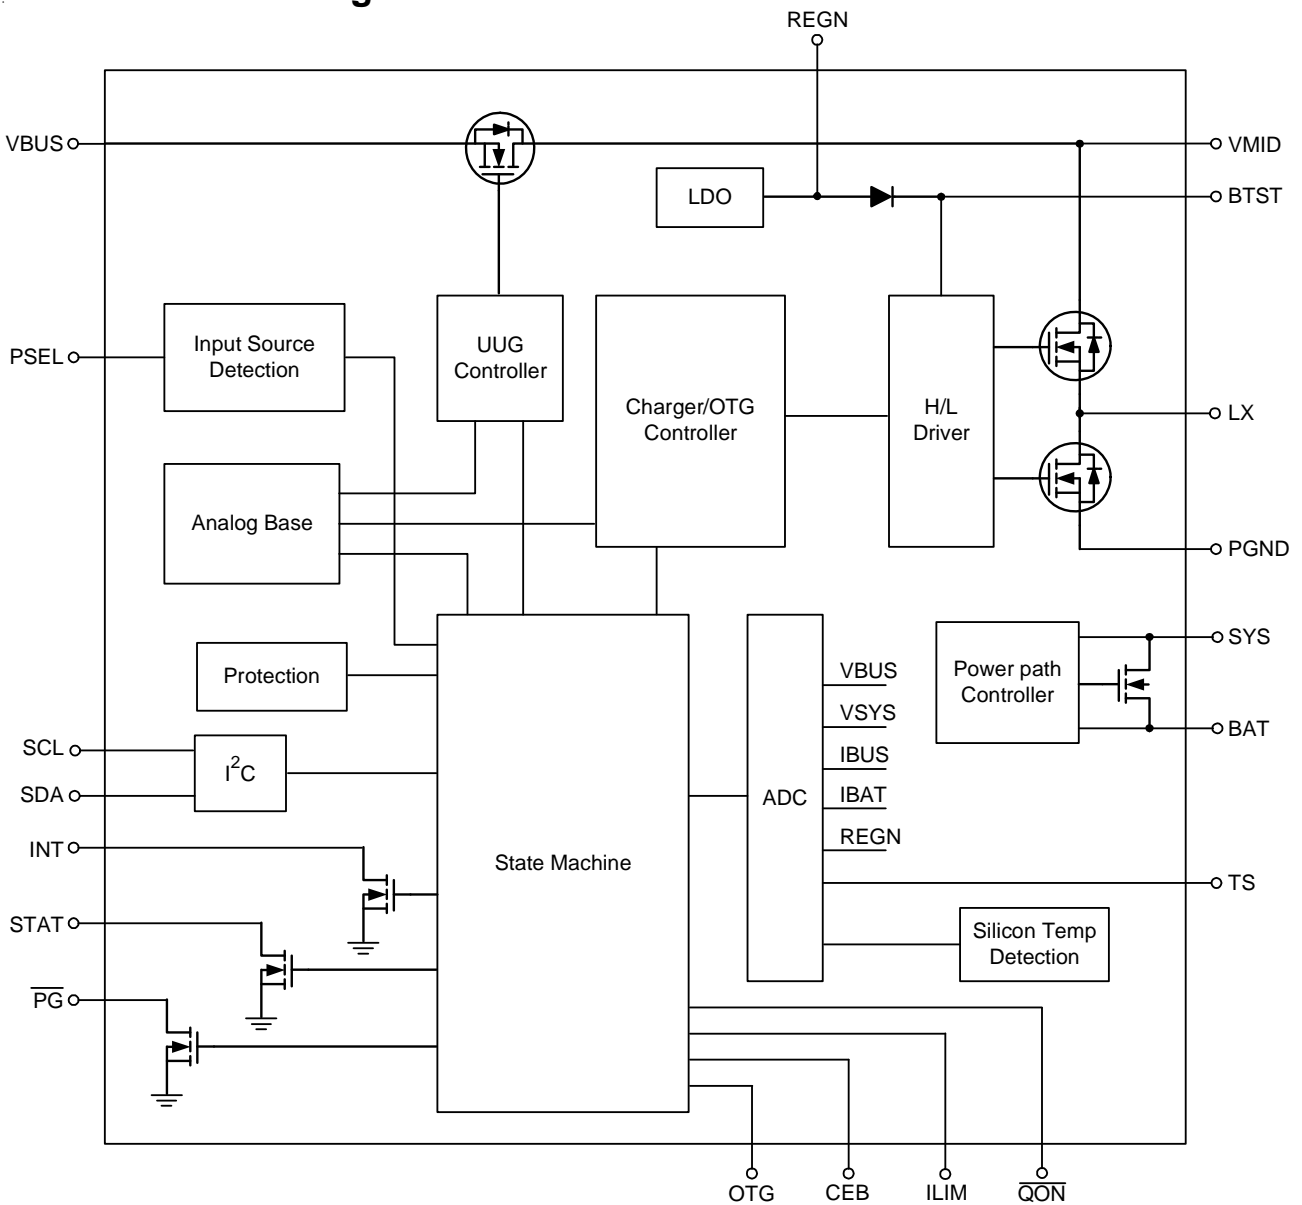 REGN
VBUS
VMID
LDO
BTST
PSEL
Input Source
Detection
UUG
Controller
Charger/OTG
Controller
H/L
Driver
LX
Analog Base
PGND
Protection
Power path
Controller
SYS
BAT
SCL
SDA
I²C
INT
STAT
PG
State Machine
ADC
VBUS
VSYS
IBUS
IBAT
REGN
TS
Silicon Temp
Detection
OTG
CEB
ILIM
QON